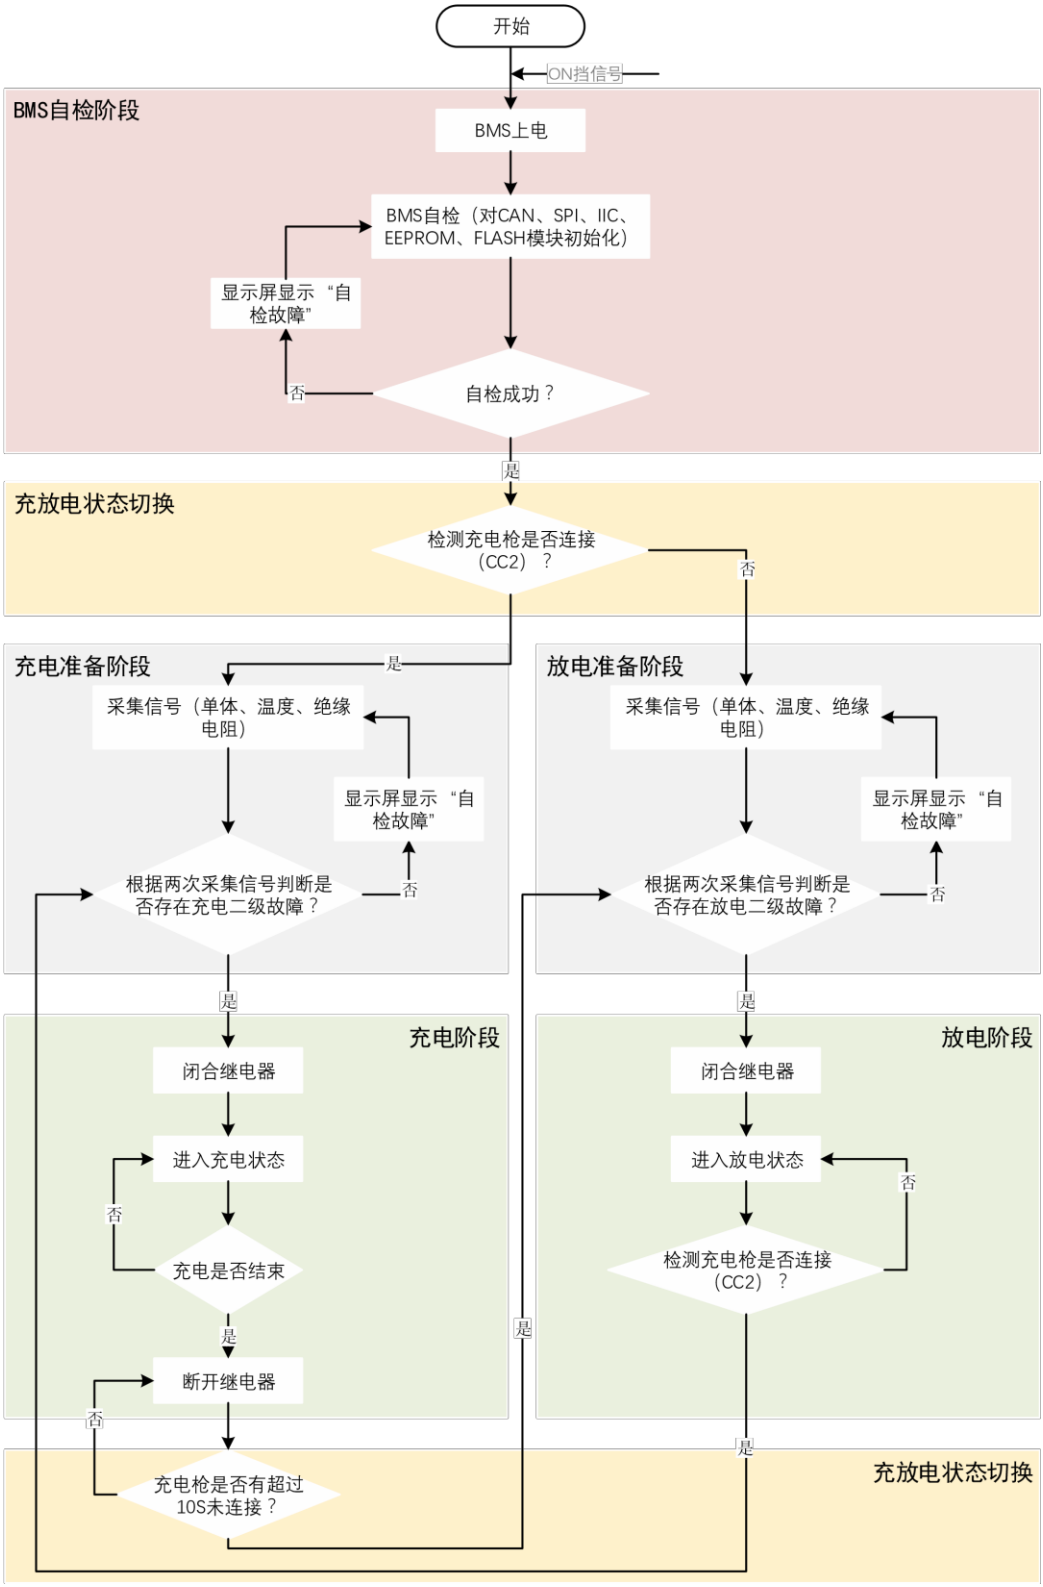 开始
ON挡信号
BMS自检阶段
BMS上电
BMS自检（对CAN、SPI、IIC、
EEPROM、FLASH模块初始化）
显示屏显示 “自
检故障”
自检成功？
否
是
充放电状态切换
检测充电枪是否连接
（CC2）？
否
是
充电准备阶段
采集信号（单体、温度、绝缘
电阻）
显示屏显示 “自
检故障”
根据两次采集信号判断是
否存在充电二级故障？
否
是
放电准备阶段
采集信号（单体、温度、绝缘
电阻）
显示屏显示 “自
检故障”
根据两次采集信号判断是
否存在放电二级故障？
否
是
充电阶段
闭合继电器
进入充电状态
否
充电是否结束
是
断开继电器
否
放电阶段
闭合继电器
进入放电状态
否
检测充电枪是否连接
（CC2）？
是
是
充放电状态切换
充电枪是否有超过
10S未连接？